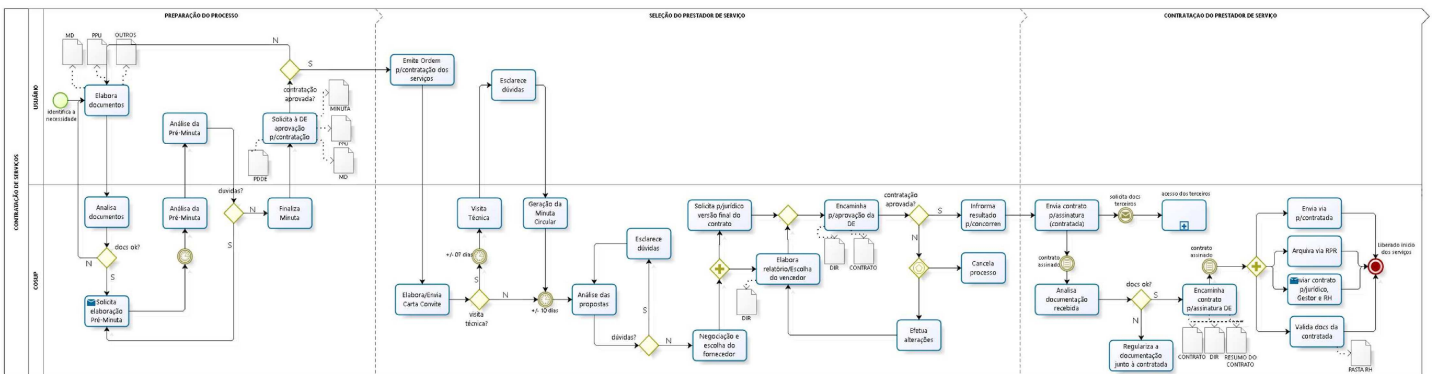 PREPARAÇÃO DO PROCESSO
SELEÇÃO DO PRESTADOR DE SERVIÇO
CONTRATAÇAO DO PRESTADOR DE SERVIÇO
CONTRATAÇÃO DE SERVIÇOS
USUÁRIO
MD
PPU
OUTROS
N
S
Identifica a
necessidade
Elabora
documentos
Análise da
Pré-Minuta
contratação
aprovada?
Solicita à DE
aprovação
p/contratação
MINUTA
PPU
MD
PDDE
Emite Ordem
p/contratação dos
serviços
Esclarece
dúvidas
Analisa
documentos
docs ok?
N
S
Solicita
elaboração
Pré-Minuta
Análise da
Pré-Minuta
duvidas?
N
S
Finaliza
Minuta
Elabora/Envia
Carta Convite
Visita
Técnica
+/- 07 dias
S
N
visita
técnica?
Geração da
Minuta
Circular
+/- 10 dias
Análise das
propostas
Esclarece
dúvidas
S
dúvidas?
N
Negociação e
escolha do
fornecedor
Solicita p/jurídico
versão final do
contrato
Elabora
relatório/Escolha
do vencedor
DIR
Encaminha
p/aprovação da
DE
DIR
CONTRATO
contratação
aprovada?
S
N
Informa
resultado
p/concorren
Cancela
processo
Efetua
alterações
Envia contrato
p/assinatura
(contratada)
solicita docs
terceiros
acesso dos terceiros
contrato
assinado
Analisa
documentação
recebida
docs ok?
S
N
Regulariza a
documentação
junto à contratada
contrato
assinado
Encaminha
contrato
p/assinatura DE
CONTRATO
DIR
RESUMO DO
CONTRATO
Envia via
p/contratada
Arquiva via RPR
nviar contrato
p/jurídico,
Gestor e RH
Valida docs da
contratada
PASTA RH
Liberado inicio
dos serviços